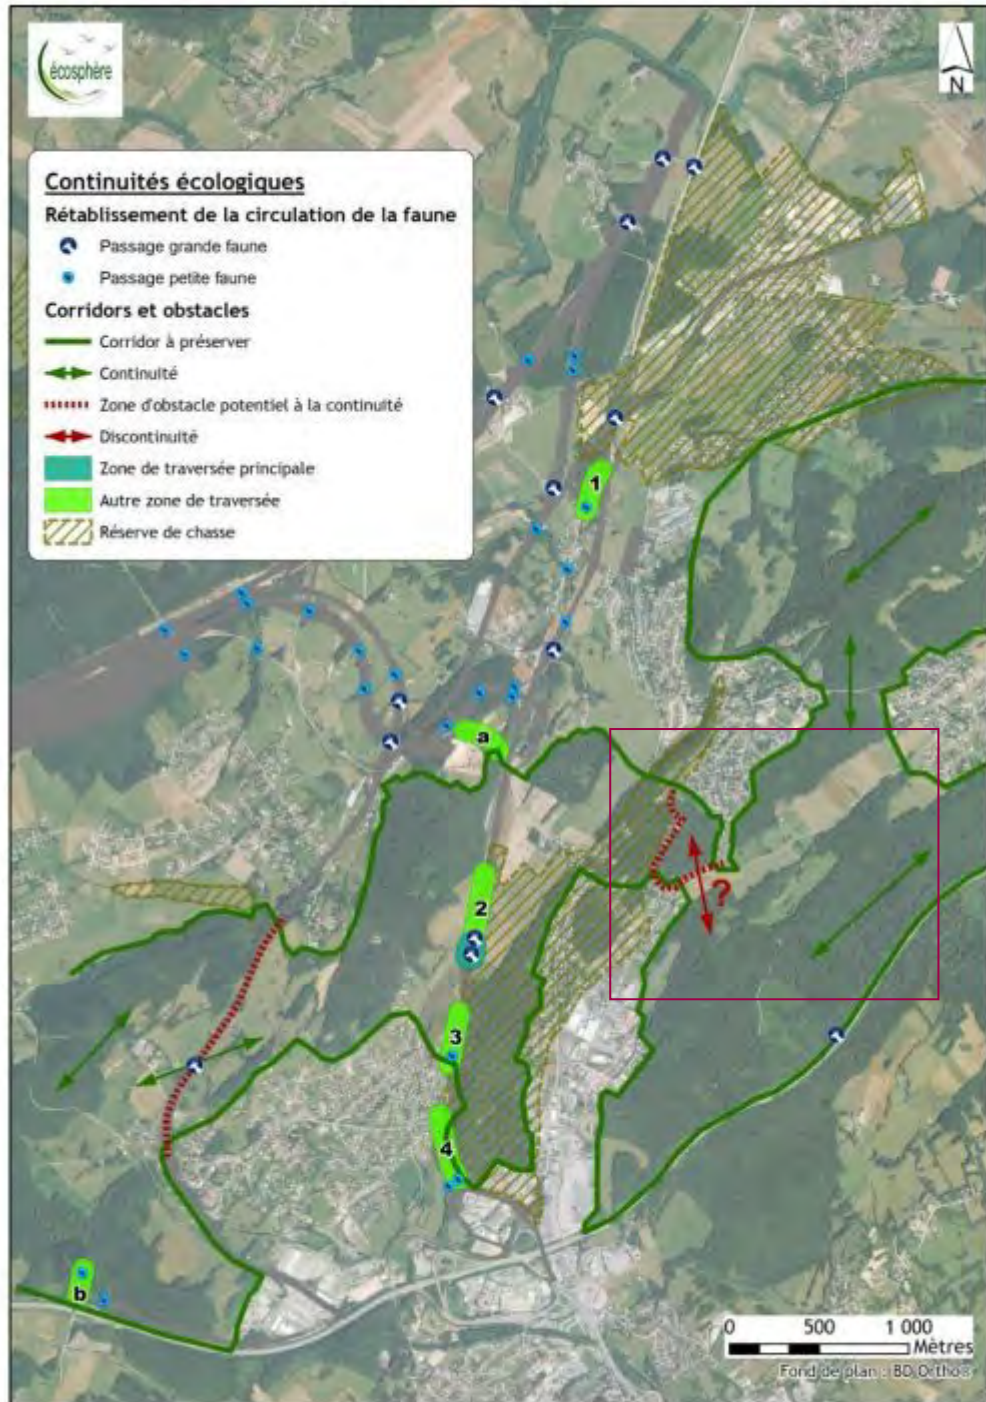 écosphère
N
Continuités écologiques
Rétablissement de la circulation de la faune
Passage grande faune
Passage petite faune
Corridors et obstacles
Corridor à préserver
Continuité
Zone d'obstacle potentiel à la continuité
Discontinuité
Zone de traversée principale
Autre zone de traversée
Réserve de chasse
1
a
2
?
3
4
b
0 500 1 000
Mètres
Fond de plan : BD Ortho®